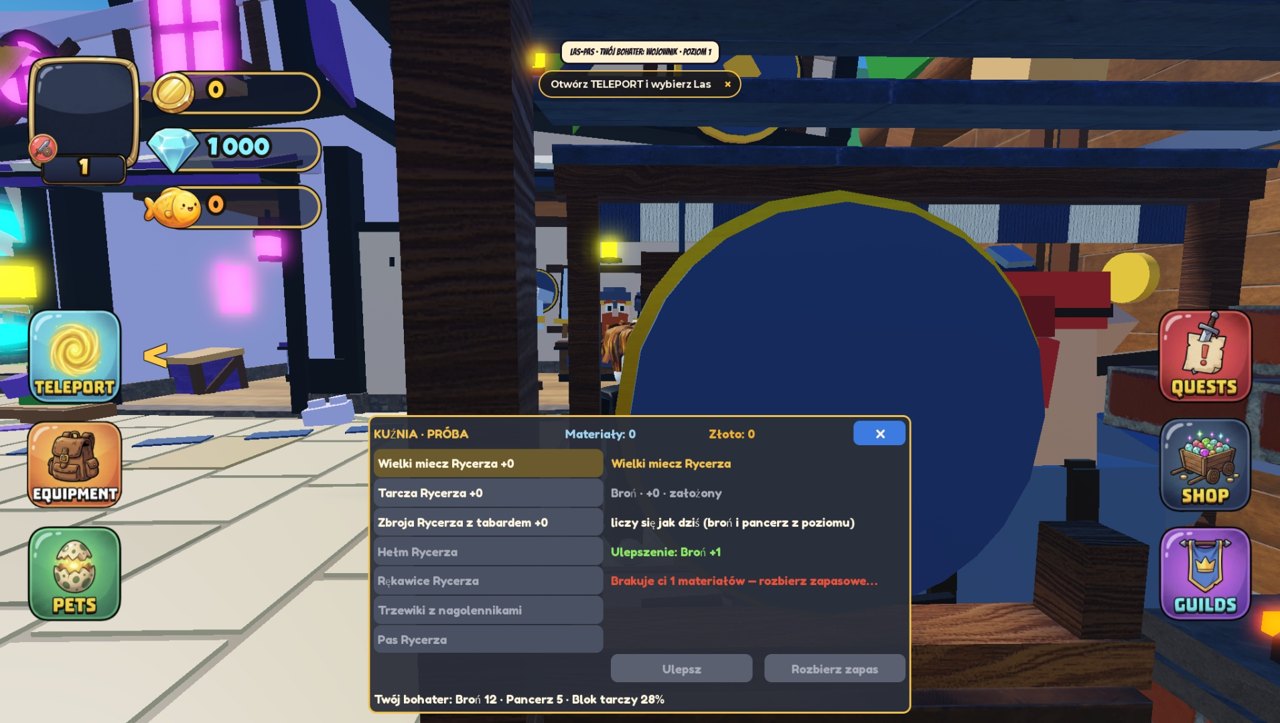 LAS-PAS · TWÓJ BOHATER: WOJOWNIK · POZIOM 1
Otwórz TELEPORT i wybierz Las ×
0
1 000
0
1
TELEPORT
<
EQUIPMENT
PETS
QUESTS
SHOP
GUILDS
KUŹNIA · PRÓBA
Materiały: 0
Złoto: 0
✕
Wielki miecz Rycerza +0
Tarcza Rycerza +0
Zbroja Rycerza z tabardem +0
Hełm Rycerza
Rękawice Rycerza
Trzewiki z nagolennikami
Pas Rycerza
Wielki miecz Rycerza
Broń · +0 · założony
liczy się jak dziś (broń i pancerz z poziomu)
Ulepszenie: Broń +1
Brakuje ci 1 materiałów — rozbierz zapasowe...
Ulepsz
Rozbierz zapas
Twój bohater: Broń 12 · Pancerz 5 · Blok tarczy 28%